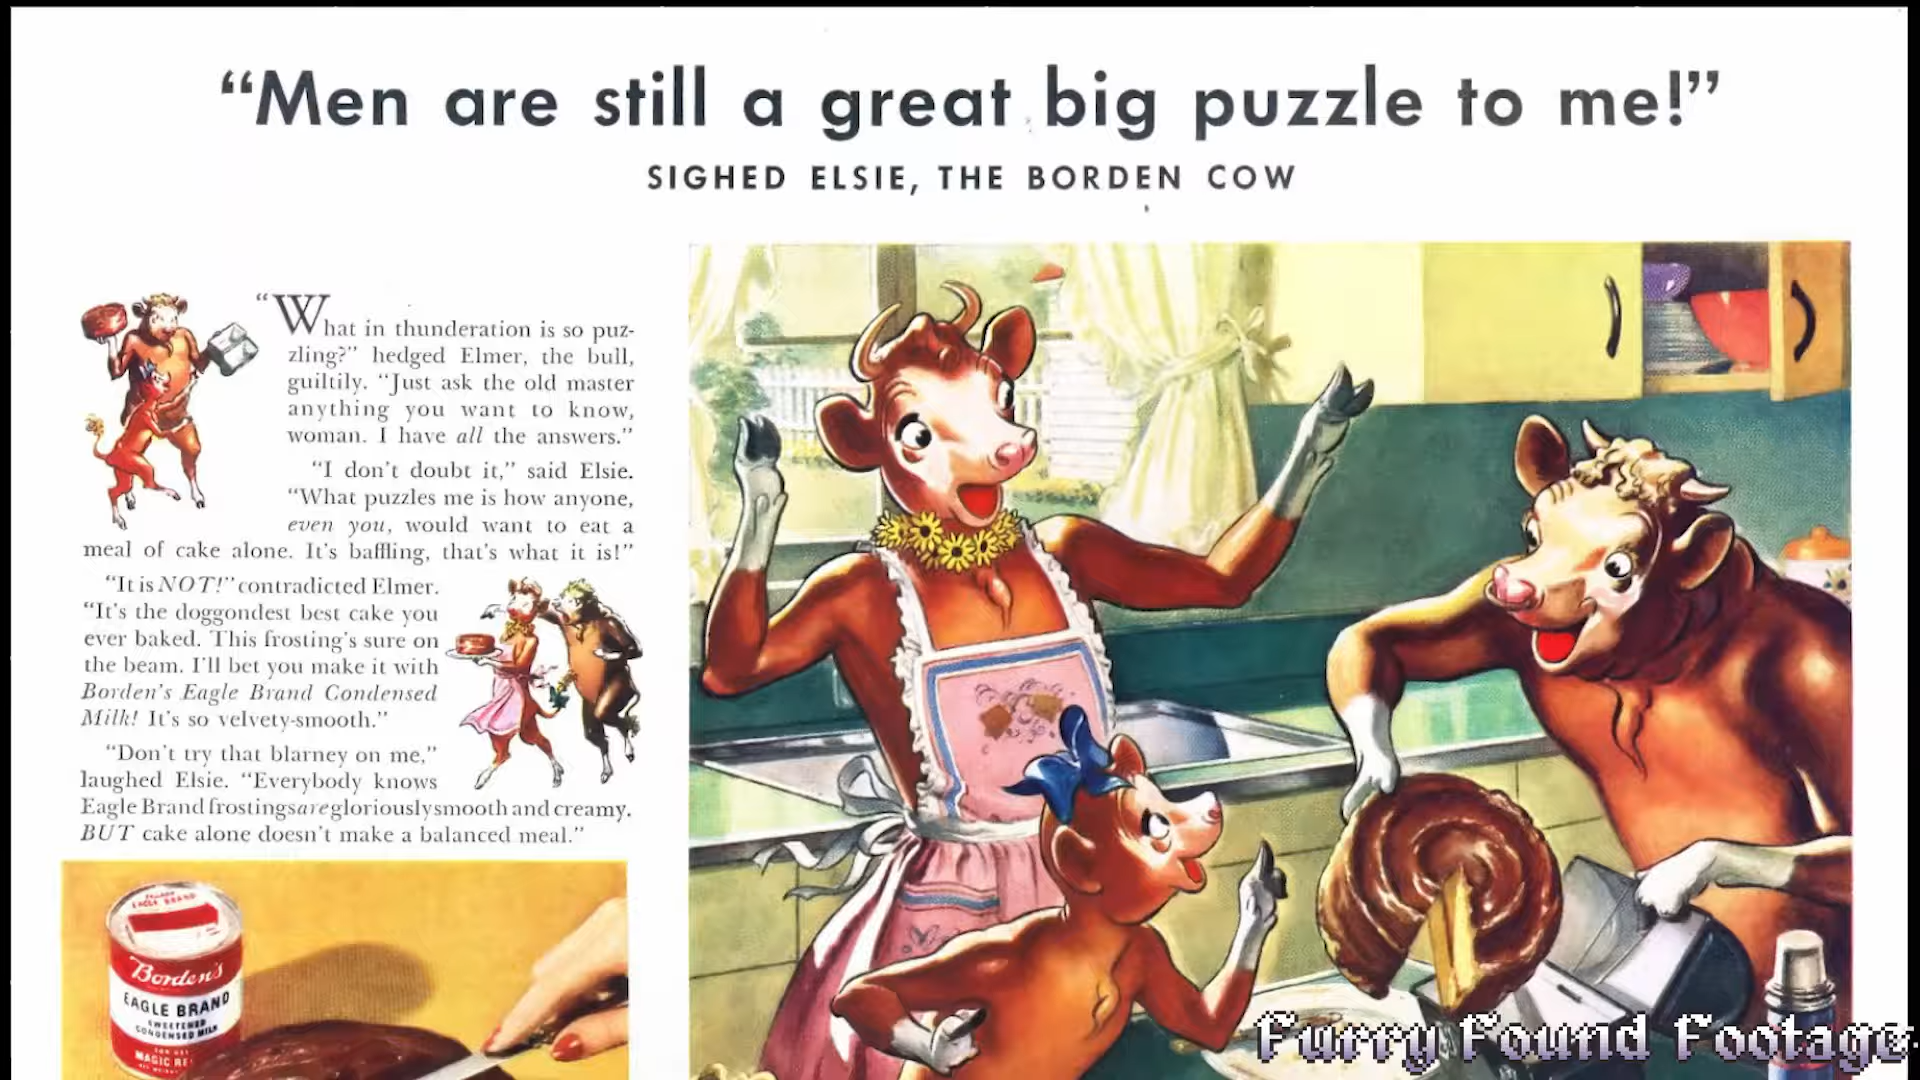 “Men are still a great big puzzle to me!”
SIGHED ELSIE, THE BORDEN COW
“What in thunderation is so puz-
zling?” hedged Elmer, the bull,
guiltily. “Just ask the old master
anything you want to know,
woman. I have all the answers.”
“I don’t doubt it,” said Elsie.
“What puzzles me is how anyone,
even you, would want to eat a
meal of cake alone. It’s baffling, that’s what it is!”
“It is NOT!” contradicted Elmer.
“It’s the doggondest best cake you
ever baked. This frosting’s sure on
the beam. I’ll bet you make it with
Borden’s Eagle Brand Condensed
Milk! It’s so velvety-smooth.”
“Don’t try that blarney on me,”
laughed Elsie. “Everybody knows
Eagle Brand frostings are gloriously smooth and creamy.
BUT cake alone doesn’t make a balanced meal.”
EAGLE BRAND
Borden's
EAGLE BRAND
SWEETENED
CONDENSED MILK
MAGIC RE
Furry Found Footage